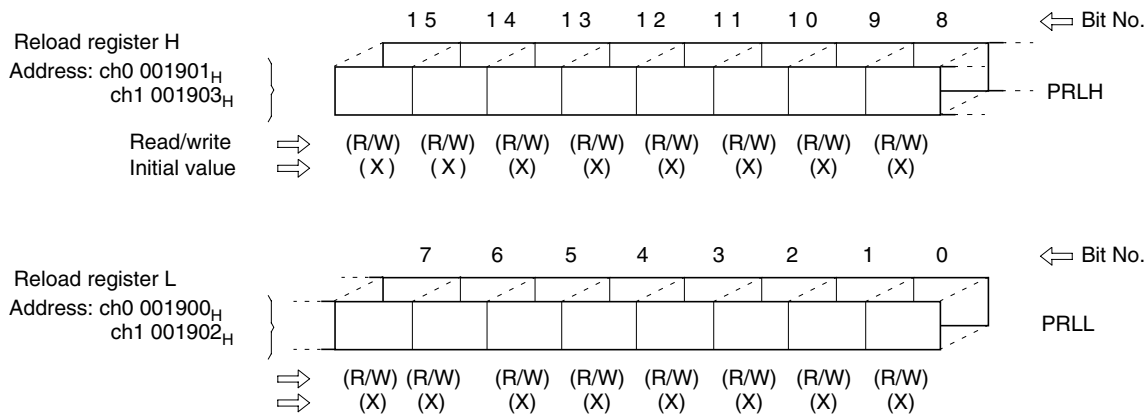 15 14 13 12 11 10 9 8 ⇐ Bit No.
Reload register H
Address: ch0 001901H
ch1 001903H
PRLH
Read/write ⇒ (R/W) (R/W) (R/W) (R/W) (R/W) (R/W) (R/W) (R/W)
Initial value ⇒ (X) (X) (X) (X) (X) (X) (X) (X)
7 6 5 4 3 2 1 0 ⇐ Bit No.
Reload register L
Address: ch0 001900H
ch1 001902H
PRLL
⇒ (R/W) (R/W) (R/W) (R/W) (R/W) (R/W) (R/W) (R/W)
⇒ (X) (X) (X) (X) (X) (X) (X) (X)